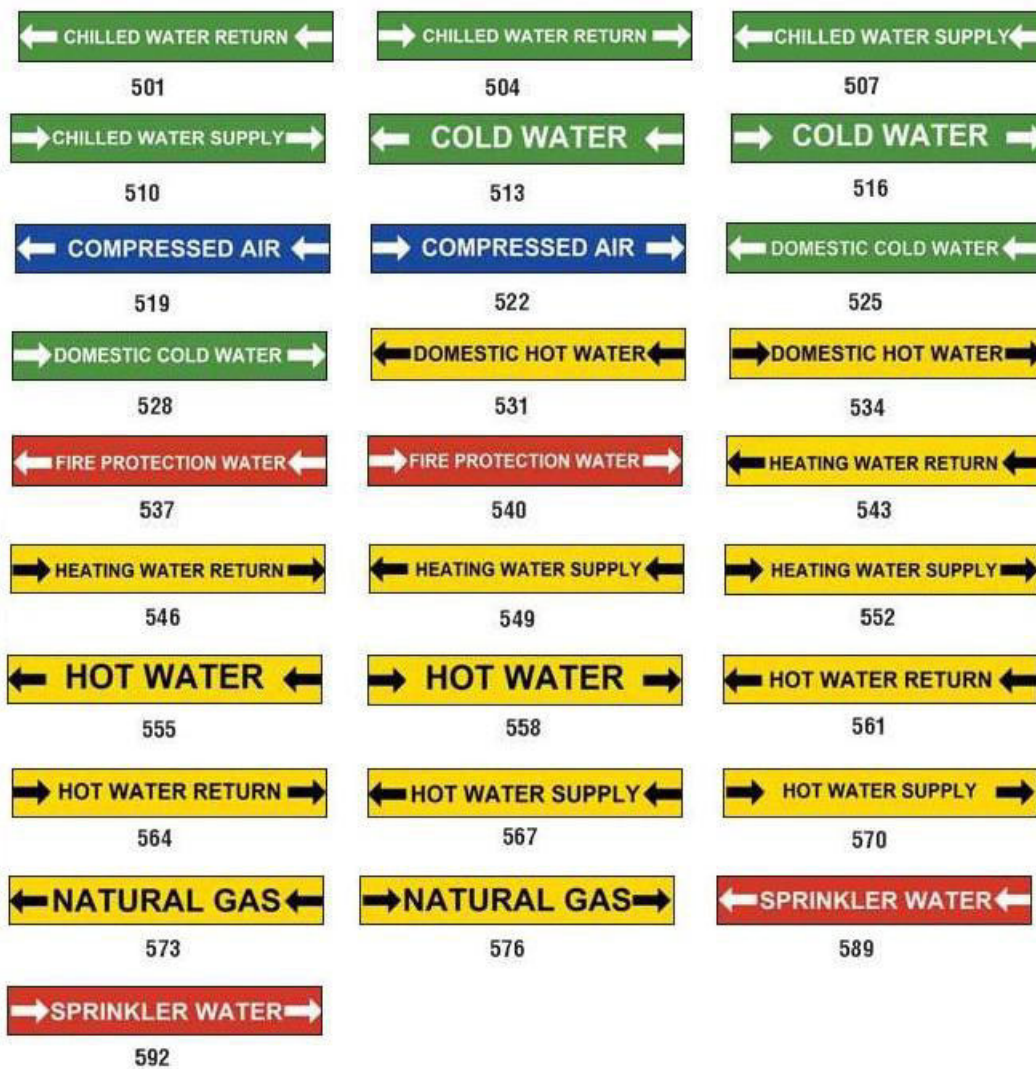 CHILLED WATER RETURN
CHILLED WATER RETURN
CHILLED WATER SUPPLY
501
504
507
CHILLED WATER SUPPLY
COLD WATER
COLD WATER
510
513
516
COMPRESSED AIR
COMPRESSED AIR
DOMESTIC COLD WATER
519
522
525
DOMESTIC COLD WATER
DOMESTIC HOT WATER
DOMESTIC HOT WATER
528
531
534
FIRE PROTECTION WATER
FIRE PROTECTION WATER
HEATING WATER RETURN
537
540
543
HEATING WATER RETURN
HEATING WATER SUPPLY
HEATING WATER SUPPLY
546
549
552
HOT WATER
HOT WATER
HOT WATER RETURN
555
558
561
HOT WATER RETURN
HOT WATER SUPPLY
HOT WATER SUPPLY
564
567
570
NATURAL GAS
NATURAL GAS
SPRINKLER WATER
573
576
589
SPRINKLER WATER
592